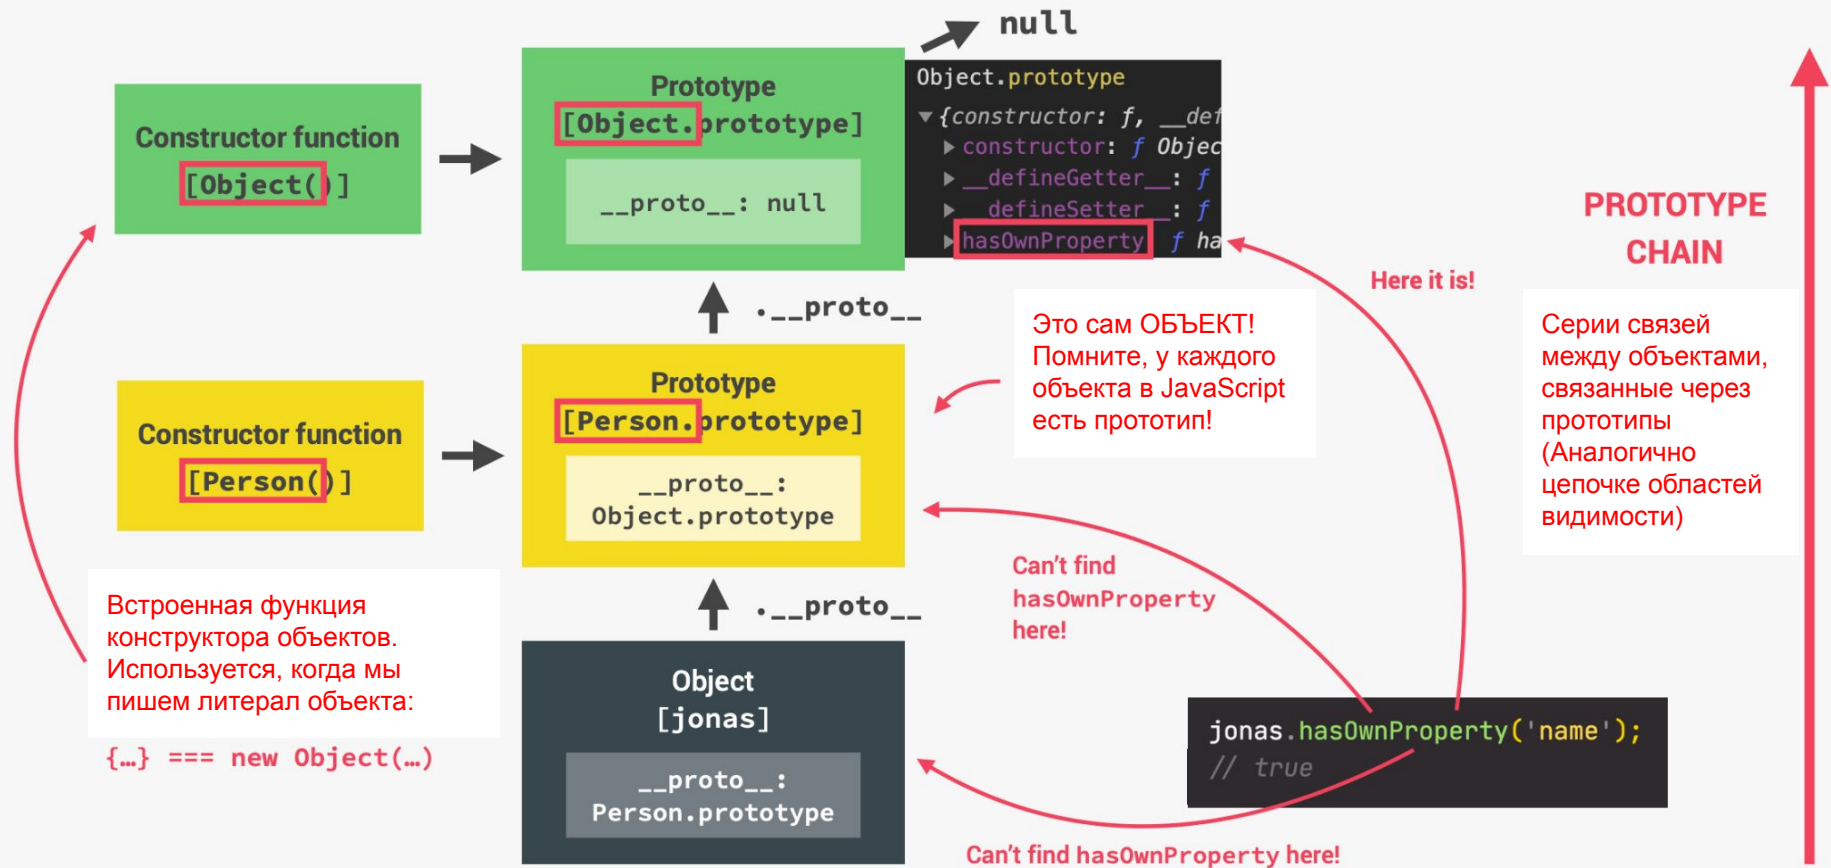 null
Constructor function
[Object()]
Prototype
[Object.prototype]
__proto__: null
Object.prototype
▼{constructor: ƒ, __def
▶constructor: ƒ Objec
▶__defineGetter__: ƒ
▶__defineSetter__: ƒ
▶hasOwnProperty ƒ ha
Here it is!
PROTOTYPE
CHAIN
Серии связей
между объектами,
связанные через
прототипы
(Аналогично
цепочке областей
видимости)
.__proto__
Это сам ОБЪЕКТ!
Помните, у каждого
объекта в JavaScript
есть прототип!
Constructor function
[Person()]
Prototype
[Person.prototype]
__proto__:
Object.prototype
Can't find
hasOwnProperty
here!
.__proto__
Встроенная функция
конструктора объектов.
Используется, когда мы
пишем литерал объекта:
{…} === new Object(…)
Object
[jonas]
__proto__:
Person.prototype
jonas.hasOwnProperty('name');
// true
Can't find hasOwnProperty here!